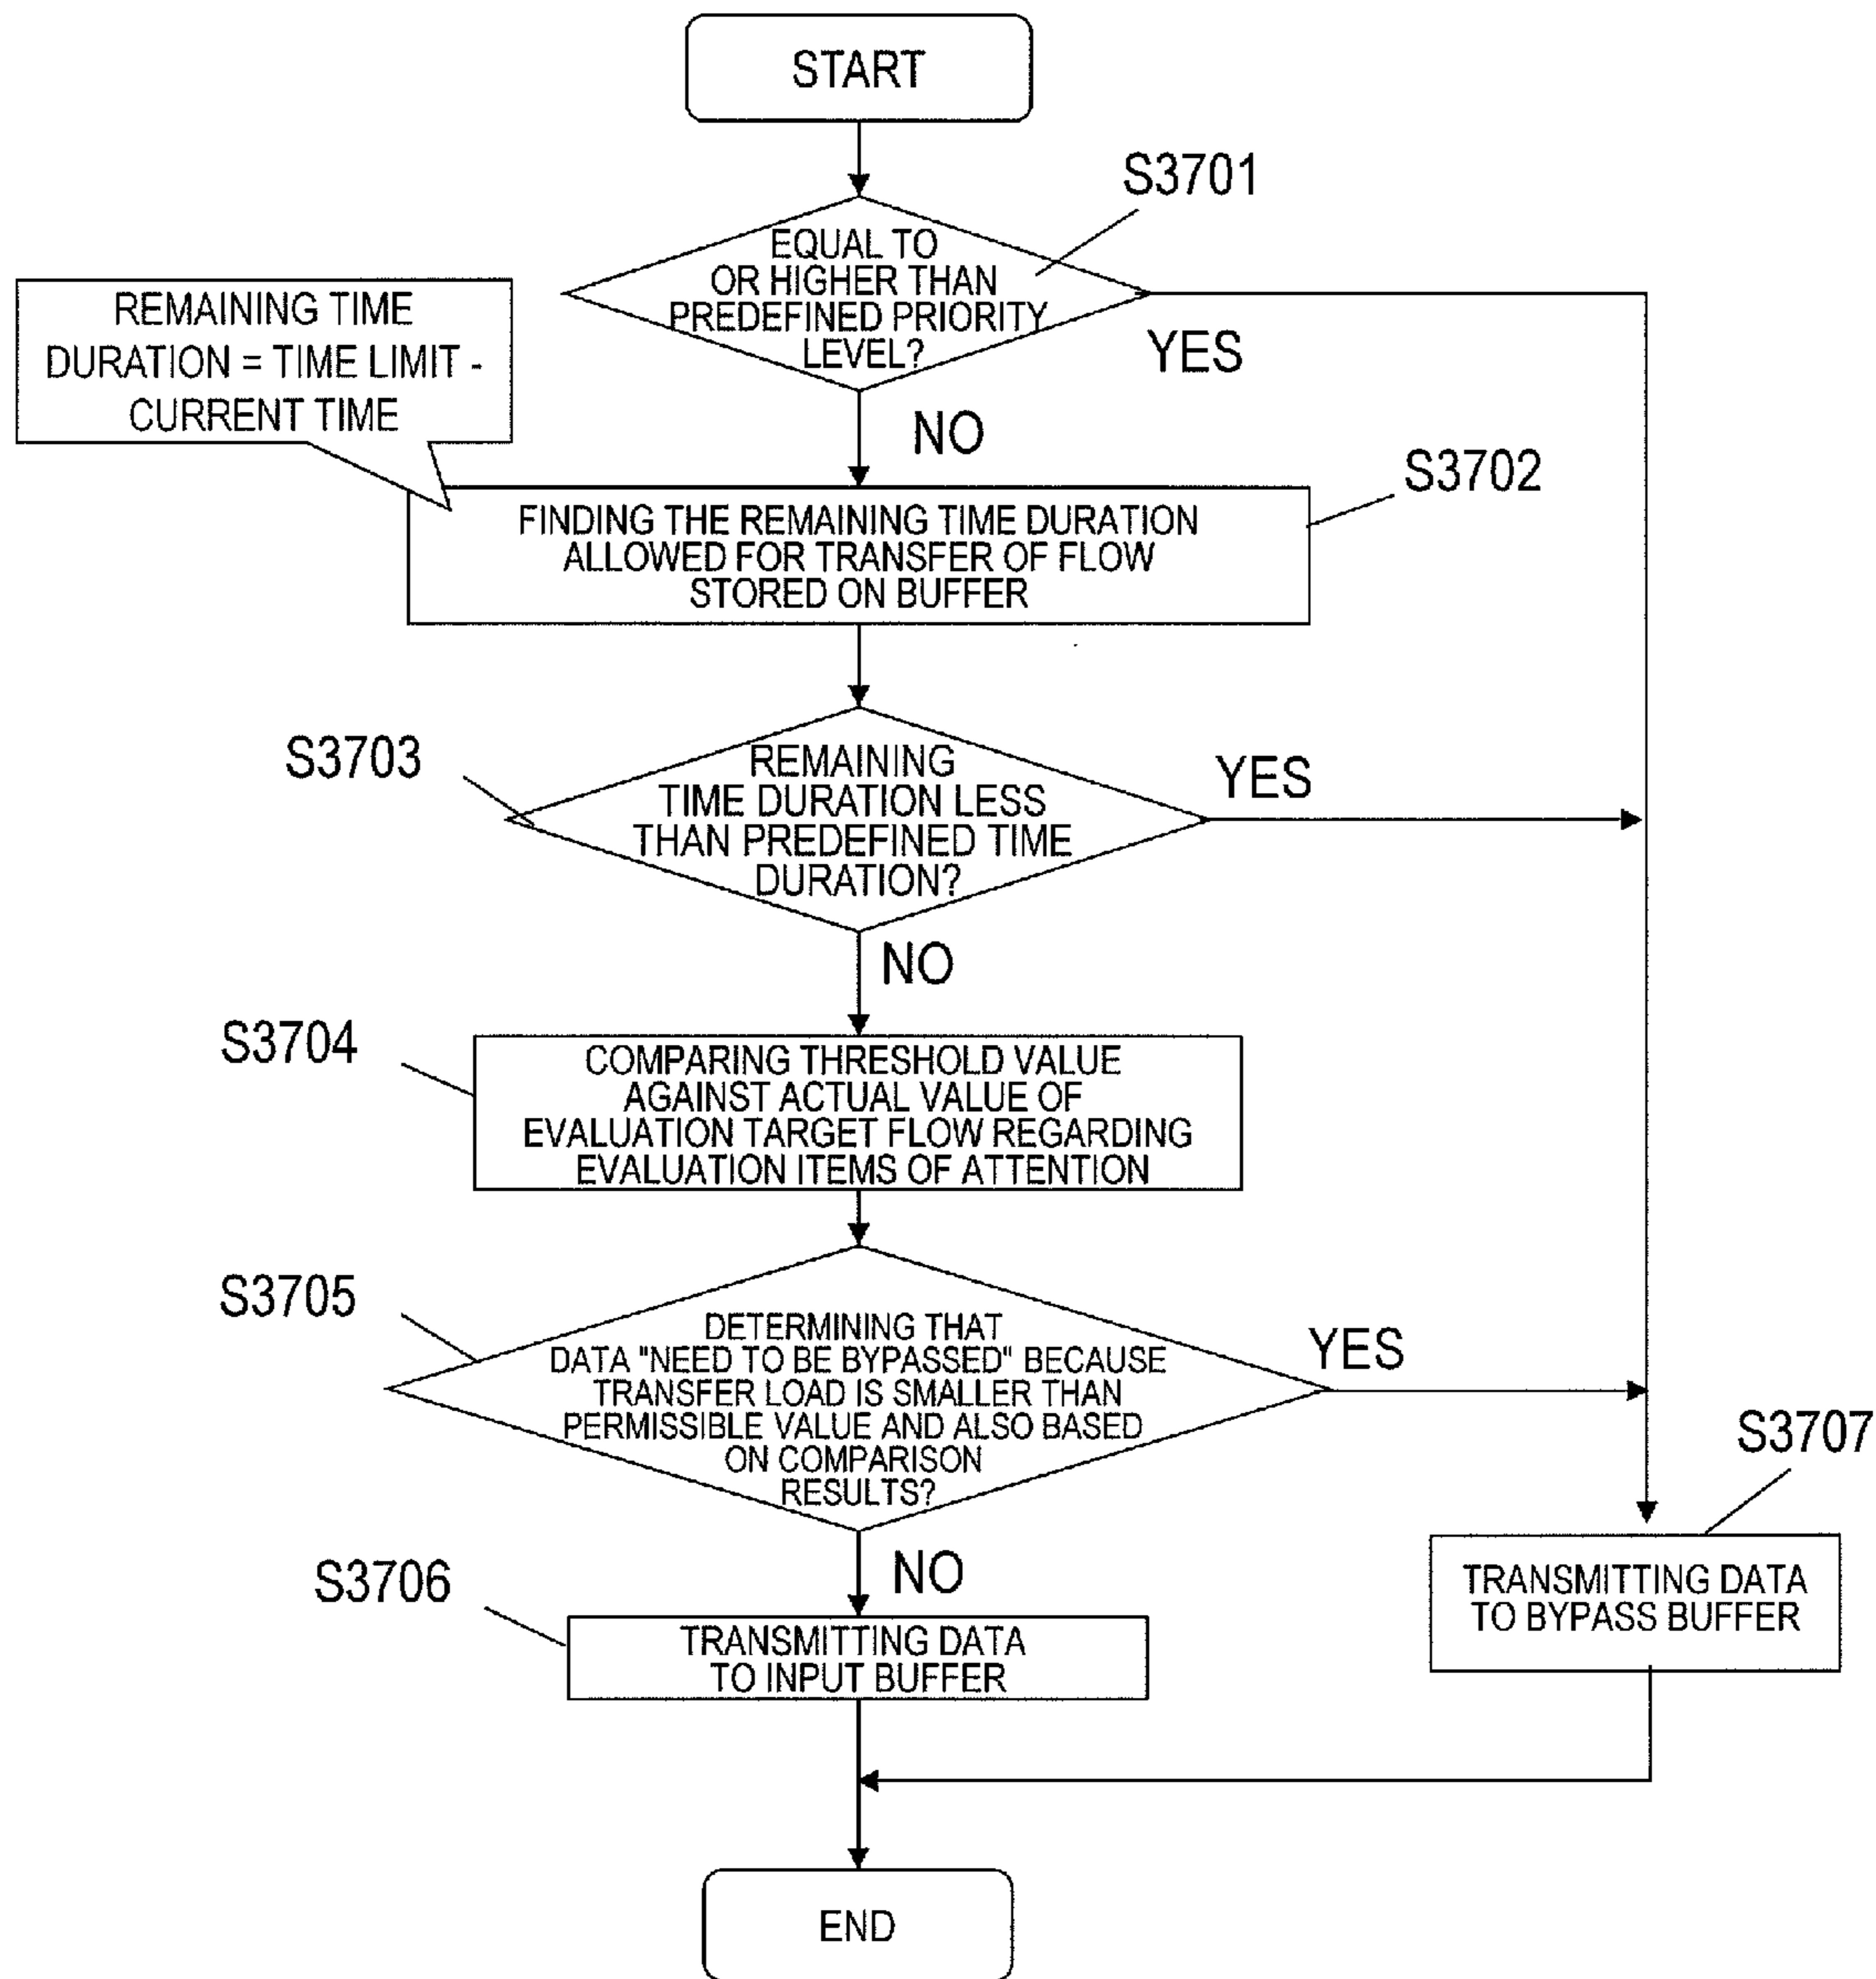 START
S3701
EQUAL TO
OR HIGHER THAN
PREDEFINED PRIORITY
LEVEL?
YES
REMAINING TIME
DURATION = TIME LIMIT -
CURRENT TIME
NO
S3702
FINDING THE REMAINING TIME DURATION
ALLOWED FOR TRANSFER OF FLOW
STORED ON BUFFER
S3703
REMAINING
TIME DURATION LESS
THAN PREDEFINED TIME
DURATION?
YES
NO
S3704
COMPARING THRESHOLD VALUE
AGAINST ACTUAL VALUE OF
EVALUATION TARGET FLOW REGARDING
EVALUATION ITEMS OF ATTENTION
S3705
DETERMINING THAT
DATA "NEED TO BE BYPASSED" BECAUSE
TRANSFER LOAD IS SMALLER THAN
PERMISSIBLE VALUE AND ALSO BASED
ON COMPARISON
RESULTS?
YES
NO
S3706
TRANSMITTING DATA
TO INPUT BUFFER
S3707
TRANSMITTING DATA
TO BYPASS BUFFER
END